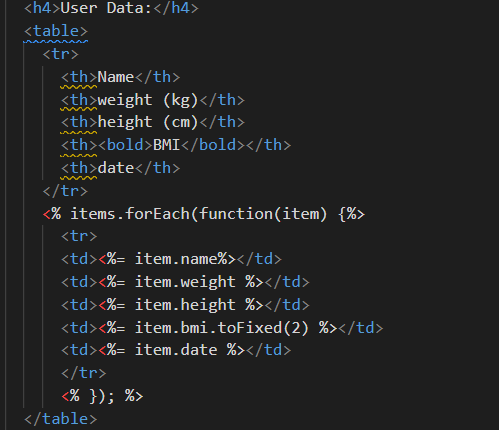 <h4>User Data:</h4>
<table>
<tr>
<th>Name</th>
<th>weight (kg)</th>
<th>height (cm)</th>
<th><bold>BMI</bold></th>
<th>date</th>
</tr>
<% items.forEach(function(item) {%>
<tr>
<td><%= item.name%></td>
<td><%= item.weight %></td>
<td><%= item.height %></td>
<td><%= item.bmi.toFixed(2) %></td>
<td><%= item.date %></td>
</tr>
<% }); %>
</table>